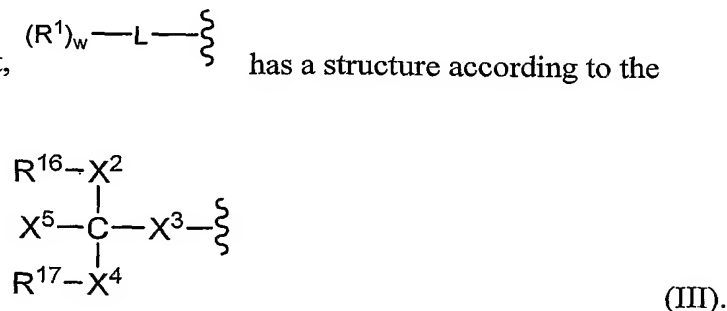 t, (R¹)w—L— has a structure according to the
R¹⁶–X²
X⁵—C—X³–
R¹⁷–X⁴
(III).